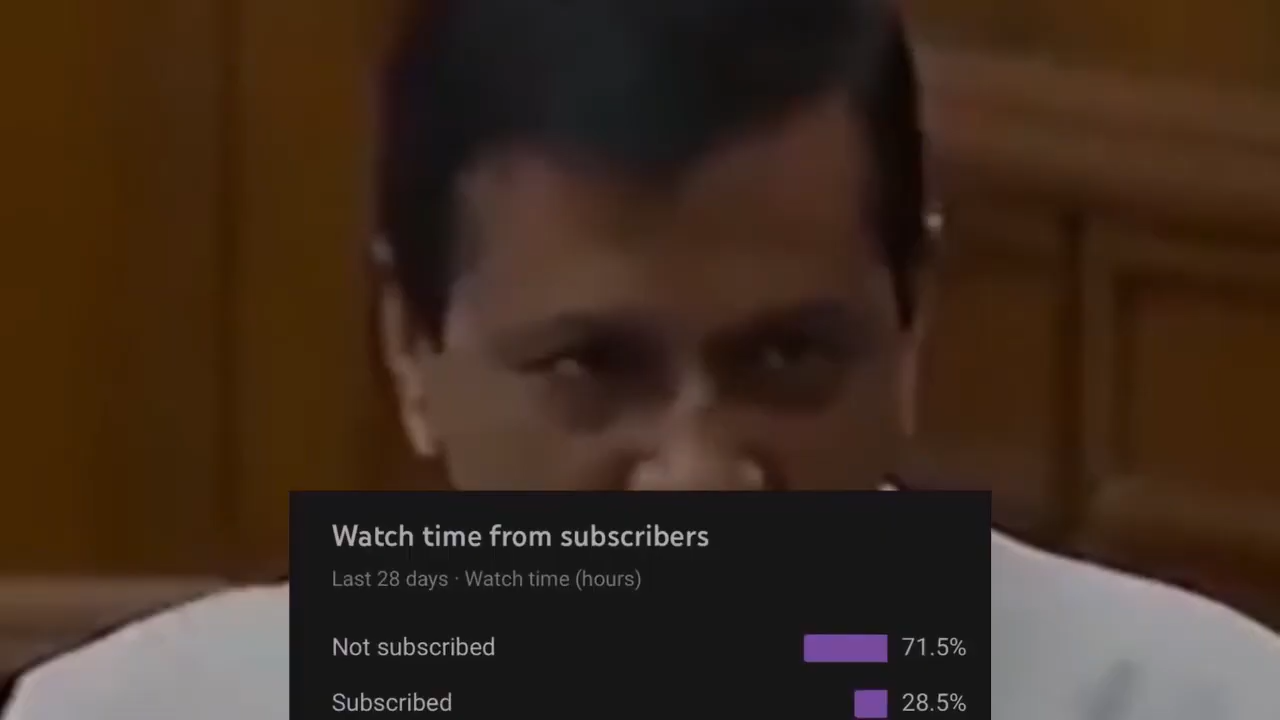 Watch time from subscribers
Last 28 days · Watch time (hours)
Not subscribed 71.5%
Subscribed 28.5%